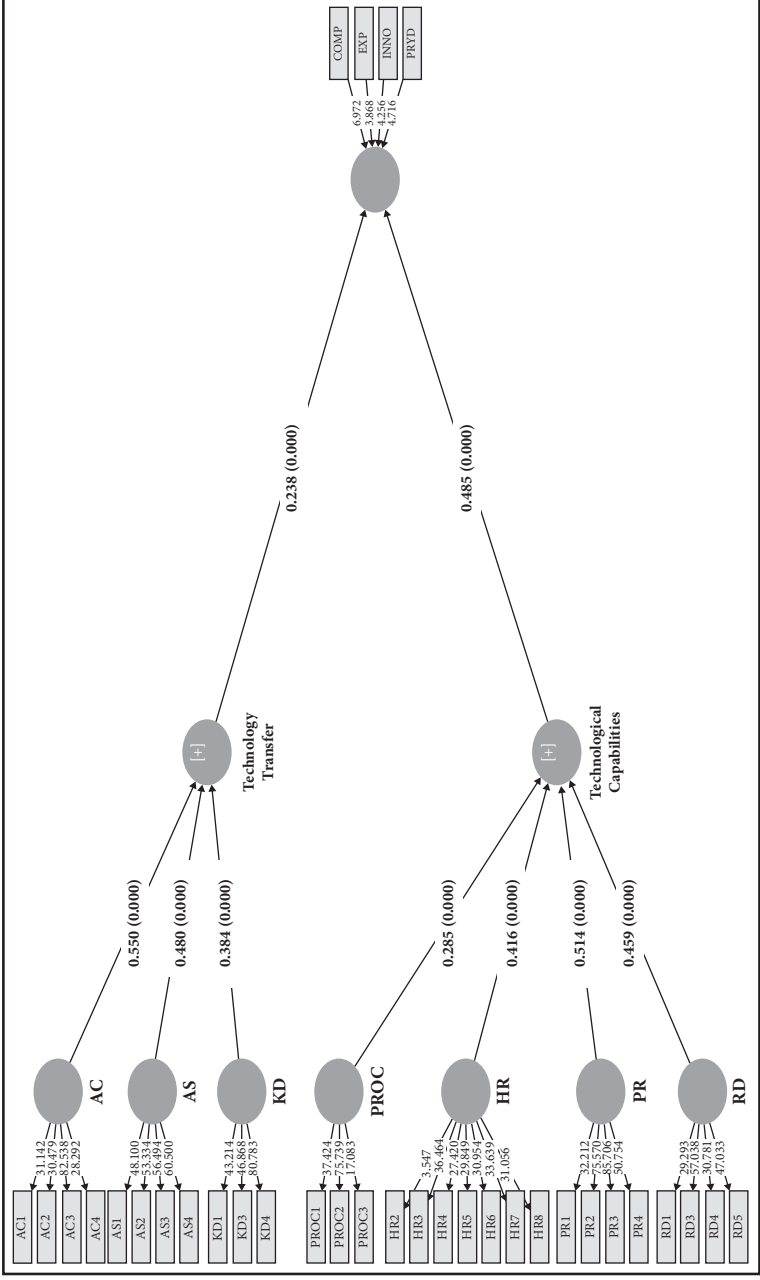 COMP
EXP
INNO
PRYD
6.972
3.868
4.256
4.716
0.238 (0.000)
0.485 (0.000)
[+]
Technology
Transfer
[+]
Technological
Capabilities
0.550 (0.000)
0.480 (0.000)
0.384 (0.000)
0.285 (0.000)
0.416 (0.000)
0.514 (0.000)
0.459 (0.000)
AC
AS
KD
PROC
HR
PR
RD
31.142
30.479
82.538
28.292
48.100
53.334
56.494
60.500
43.214
46.868
80.783
37.424
75.739
17.083
3.547
36.464
27.420
29.849
30.954
33.639
31.056
32.212
75.570
85.706
50.754
29.293
57.038
30.781
47.033
AC1
AC2
AC3
AC4
AS1
AS2
AS3
AS4
KD1
KD3
KD4
PROC1
PROC2
PROC3
HR2
HR3
HR4
HR5
HR6
HR7
HR8
PR1
PR2
PR3
PR4
RD1
RD3
RD4
RD5